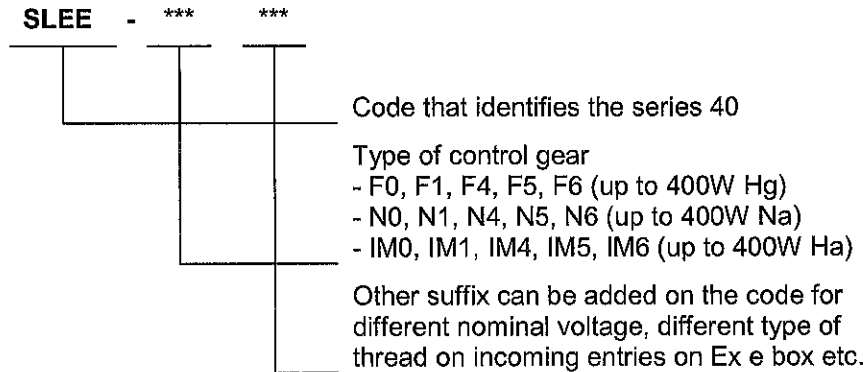 SLEE - *** ***
Code that identifies the series 40
Type of control gear
- F0, F1, F4, F5, F6 (up to 400W Hg)
- N0, N1, N4, N5, N6 (up to 400W Na)
- IM0, IM1, IM4, IM5, IM6 (up to 400W Ha)
Other suffix can be added on the code for
different nominal voltage, different type of
thread on incoming entries on Ex e box etc.